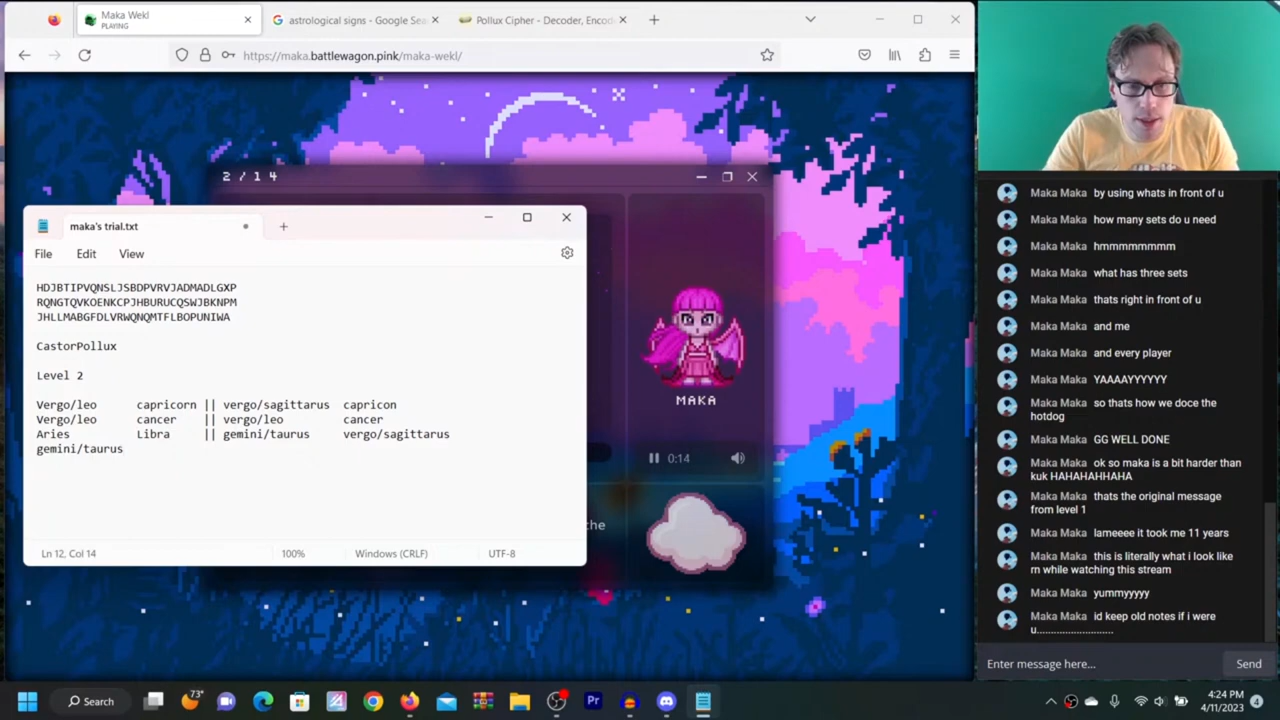 Maka Wekl
PLAYING
astrological signs - Google Sea
Pollux Cipher - Decoder, Encod
https://maka.battlewagon.pink/maka-wekl/
2 / 1 4
maka's trial.txt
File Edit View
HDJBTIPVQNSLJSBDPVRVJADMADLGXP
RQNGTQVKOENKCPJHBURUCQSWJBKNPM
JHLLMABGFDLVRWQNQMTFLBOPUNIWA
CastorPollux
Level 2
Vergo/leo capricorn || vergo/sagittarus capricon
Vergo/leo cancer || vergo/leo cancer
Aries Libra || gemini/taurus vergo/sagittarus
gemini/taurus
Ln 12, Col 14 100% Windows (CRLF) UTF-8
MAKA
0:14
the
Maka Maka by using whats in front of u
Maka Maka how many sets do u need
Maka Maka hmmmmmmmm
Maka Maka what has three sets
Maka Maka thats right in front of u
Maka Maka and me
Maka Maka and every player
Maka Maka YAAAAYYYYYY
Maka Maka so thats how we doce the
hotdog
Maka Maka GG WELL DONE
Maka Maka ok so maka is a bit harder than
kuk HAHAHAHHAHA
Maka Maka thats the original message
from level 1
Maka Maka lameeee it took me 11 years
Maka Maka this is literally what i look like
rn while watching this stream
Maka Maka yummyyyyy
Maka Maka id keep old notes if i were
u..........................
Enter message here... Send
73°
Search
Pr
4:24 PM
4/11/2023
4